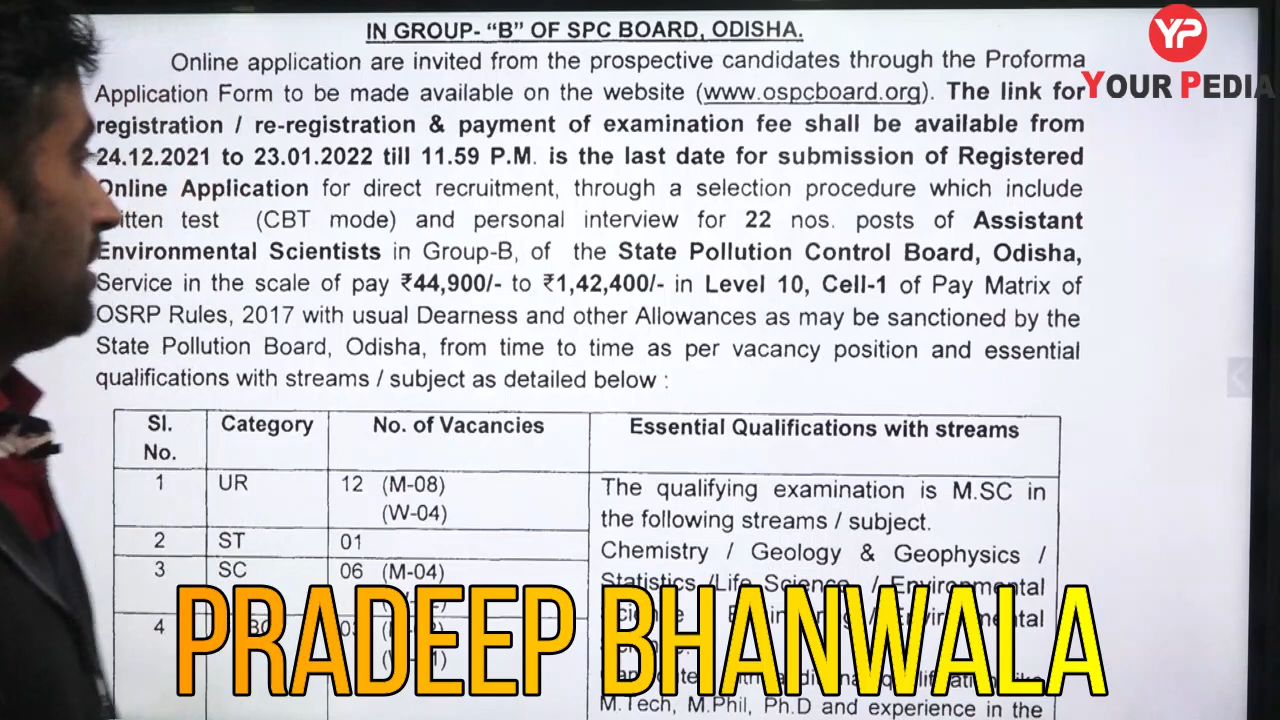 IN GROUP- “B” OF SPC BOARD, ODISHA.
YP
YOUR PEDIA
Online application are invited from the prospective candidates through the Proforma
Application Form to be made available on the website (www.ospcboard.org). The link for
registration / re-registration & payment of examination fee shall be available from
24.12.2021 to 23.01.2022 till 11.59 P.M. is the last date for submission of Registered
Online Application for direct recruitment, through a selection procedure which include
(CBT mode) and personal interview for 22 nos. posts of Assistant
Environmental Scientists in Group-B, of the State Pollution Control Board, Odisha,
Service in the scale of pay ₹44,900/- to ₹1,42,400/- in Level 10, Cell-1 of Pay Matrix of
OSRP Rules, 2017 with usual Dearness and other Allowances as may be sanctioned by the
State Pollution Board, Odisha, from time to time as per vacancy position and essential
qualifications with streams / subject as detailed below :
Sl. No. Category No. of Vacancies Essential Qualifications with streams
1 UR 12 (M-08)
(W-04)
2 ST 01
3 SC 06 (M-04)
4
The qualifying examination is M.SC in
the following streams / subject.
Chemistry / Geology & Geophysics /
Statistics /Life Science / Environmental
M.Tech, M.Phil, Ph.D and experience in the
PRADEEP BHANWALA